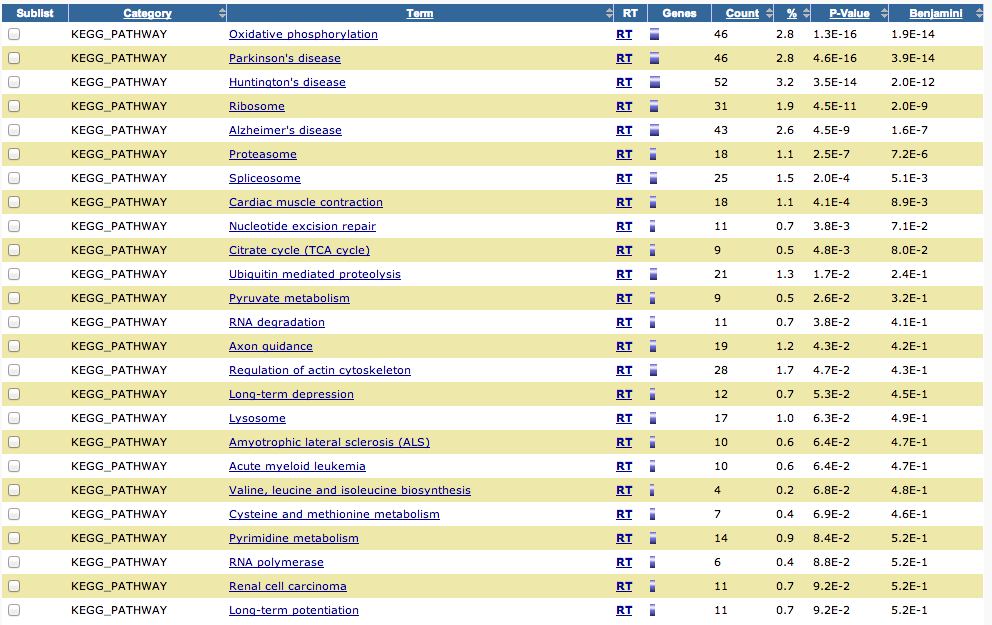 Sublist Category Term RT Genes Count % P-Value Benjamini
KEGG_PATHWAY Oxidative phosphorylation RT 46 2.8 1.3E-16 1.9E-14
KEGG_PATHWAY Parkinson's disease RT 46 2.8 4.6E-16 3.9E-14
KEGG_PATHWAY Huntington's disease RT 52 3.2 3.5E-14 2.0E-12
KEGG_PATHWAY Ribosome RT 31 1.9 4.5E-11 2.0E-9
KEGG_PATHWAY Alzheimer's disease RT 43 2.6 4.5E-9 1.6E-7
KEGG_PATHWAY Proteasome RT 18 1.1 2.5E-7 7.2E-6
KEGG_PATHWAY Spliceosome RT 25 1.5 2.0E-4 5.1E-3
KEGG_PATHWAY Cardiac muscle contraction RT 18 1.1 4.1E-4 8.9E-3
KEGG_PATHWAY Nucleotide excision repair RT 11 0.7 3.8E-3 7.1E-2
KEGG_PATHWAY Citrate cycle (TCA cycle) RT 9 0.5 4.8E-3 8.0E-2
KEGG_PATHWAY Ubiquitin mediated proteolysis RT 21 1.3 1.7E-2 2.4E-1
KEGG_PATHWAY Pyruvate metabolism RT 9 0.5 2.6E-2 3.2E-1
KEGG_PATHWAY RNA degradation RT 11 0.7 3.8E-2 4.1E-1
KEGG_PATHWAY Axon guidance RT 19 1.2 4.3E-2 4.2E-1
KEGG_PATHWAY Regulation of actin cytoskeleton RT 28 1.7 4.7E-2 4.3E-1
KEGG_PATHWAY Long-term depression RT 12 0.7 5.3E-2 4.5E-1
KEGG_PATHWAY Lysosome RT 17 1.0 6.3E-2 4.9E-1
KEGG_PATHWAY Amyotrophic lateral sclerosis (ALS) RT 10 0.6 6.4E-2 4.7E-1
KEGG_PATHWAY Acute myeloid leukemia RT 10 0.6 6.4E-2 4.7E-1
KEGG_PATHWAY Valine, leucine and isoleucine biosynthesis RT 4 0.2 6.8E-2 4.8E-1
KEGG_PATHWAY Cysteine and methionine metabolism RT 7 0.4 6.9E-2 4.6E-1
KEGG_PATHWAY Pyrimidine metabolism RT 14 0.9 8.4E-2 5.2E-1
KEGG_PATHWAY RNA polymerase RT 6 0.4 8.8E-2 5.2E-1
KEGG_PATHWAY Renal cell carcinoma RT 11 0.7 9.2E-2 5.2E-1
KEGG_PATHWAY Long-term potentiation RT 11 0.7 9.2E-2 5.2E-1